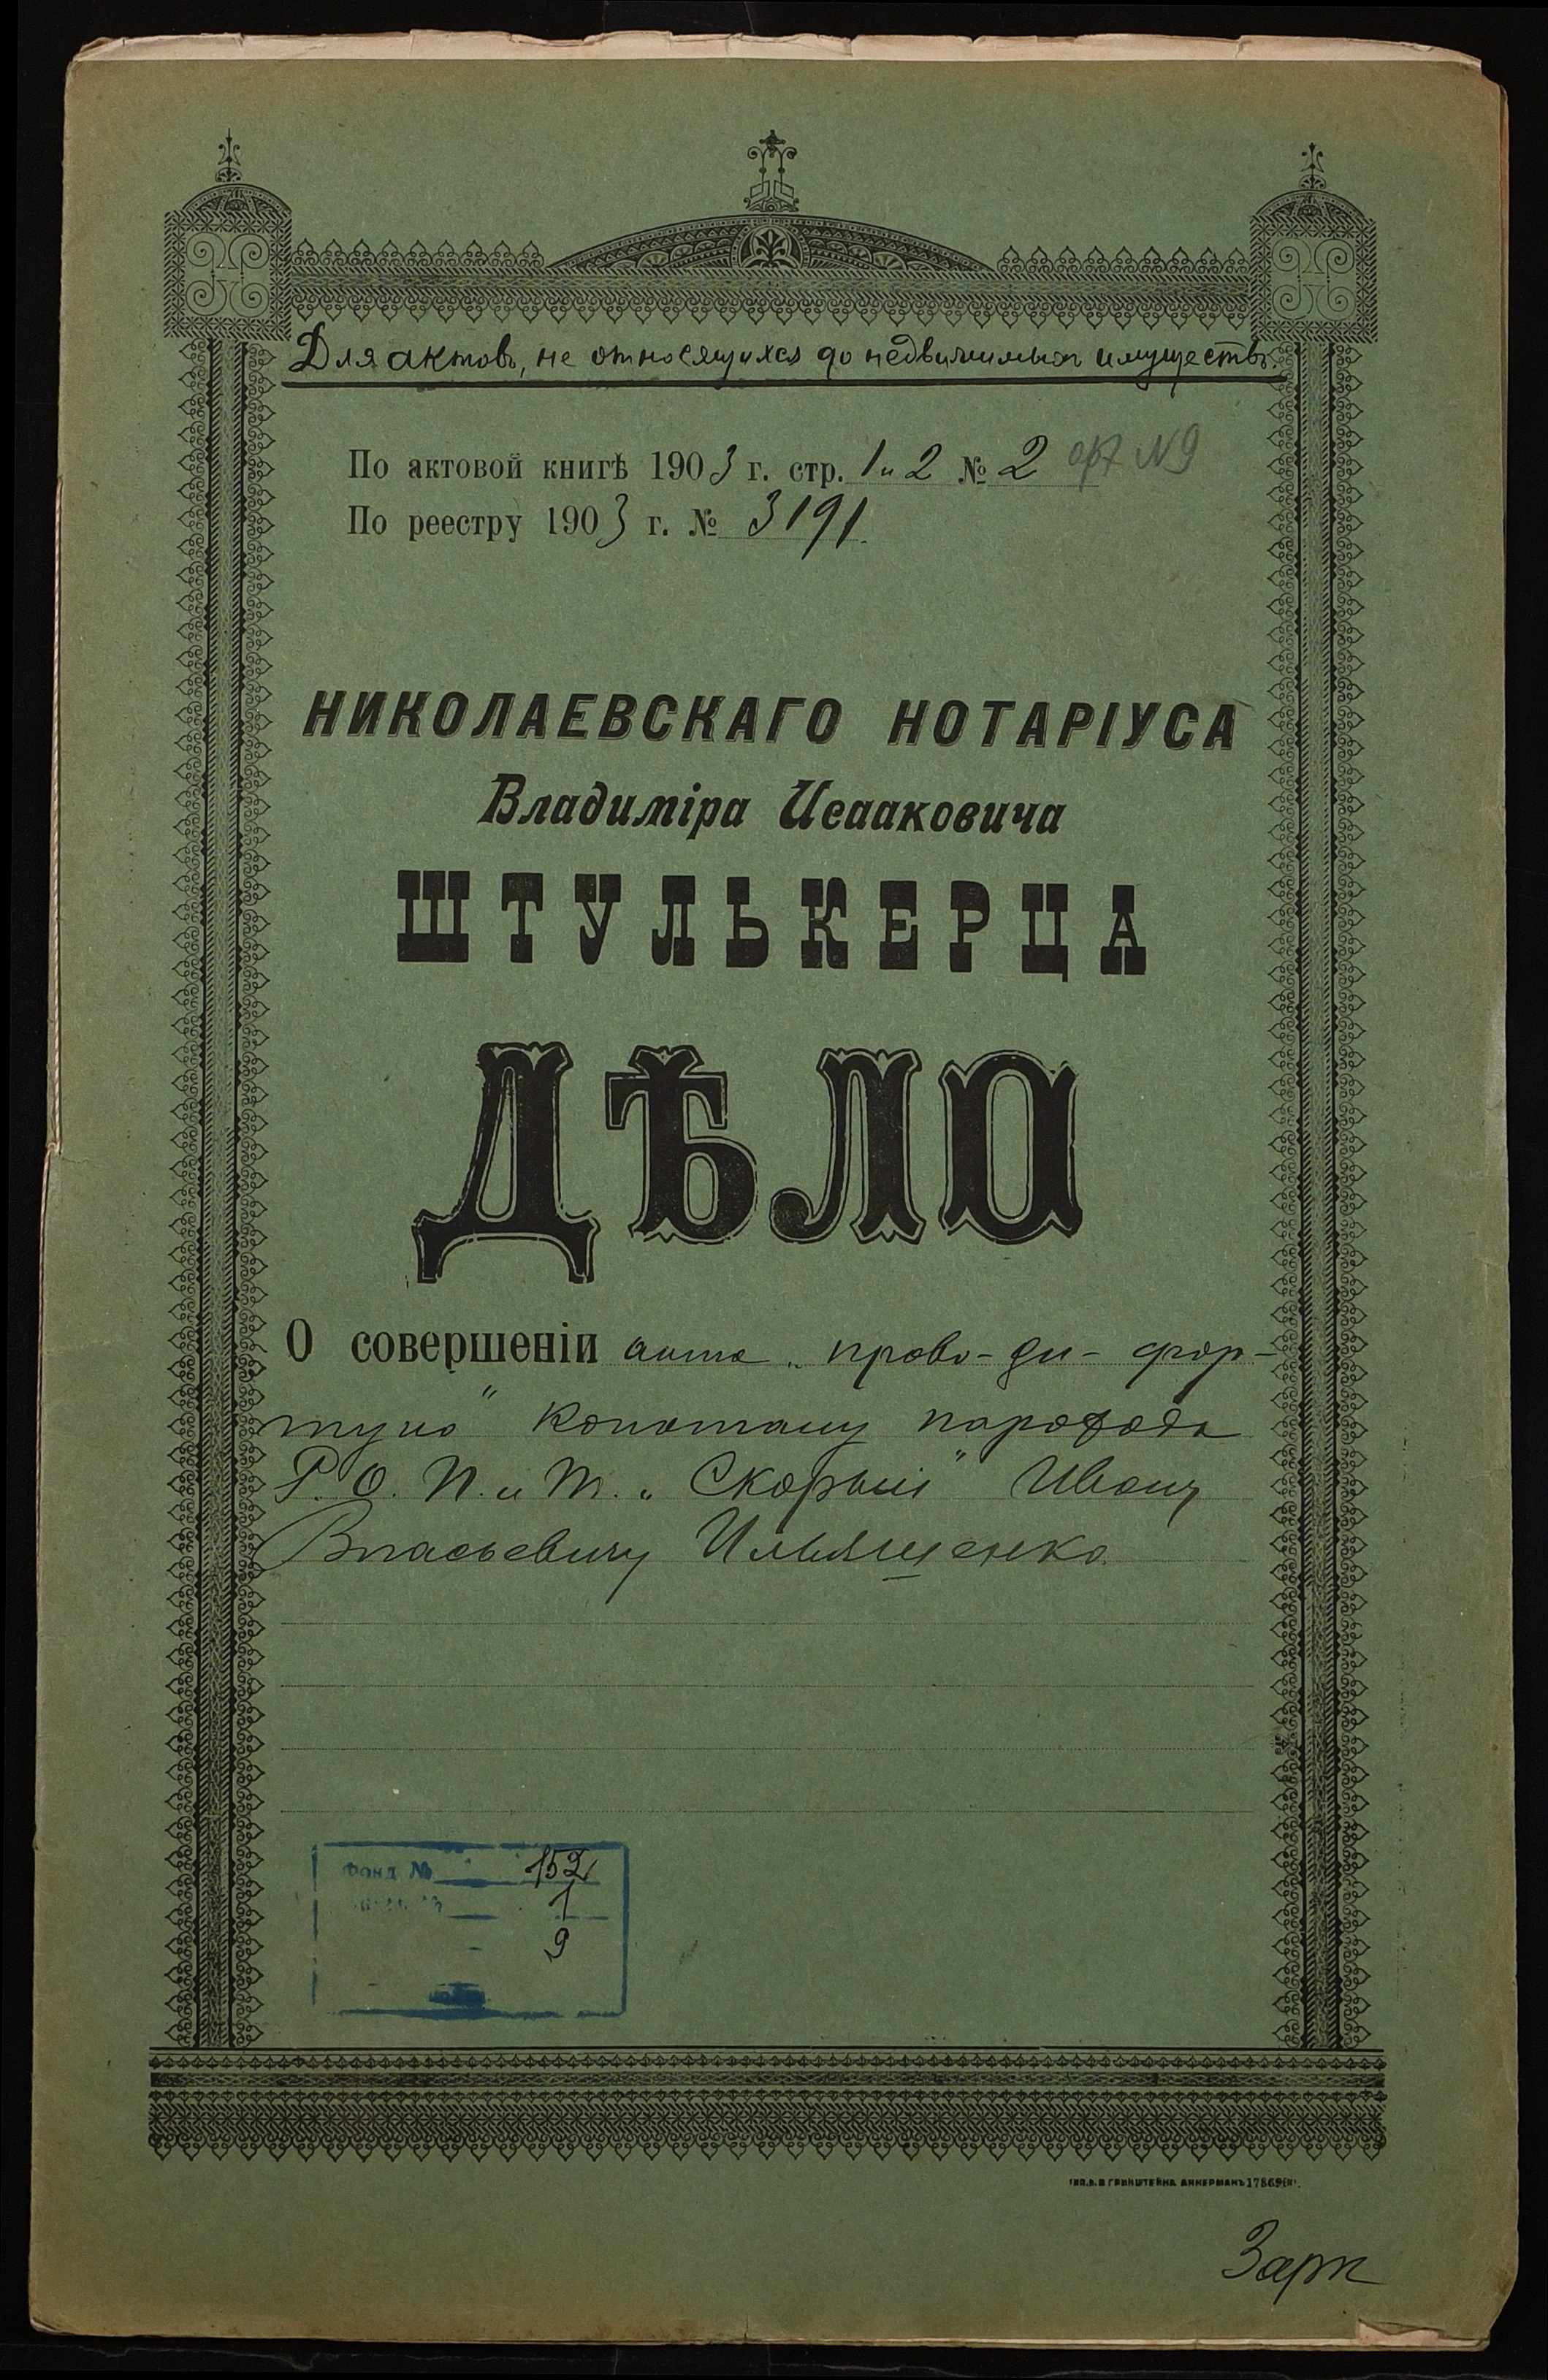 Для актовъ, не относящихся до недвижимыхъ имуществъ.
По актовой книгѣ 1903 г. стр. 1 и 2 № 2 №9
По реестру 1903 г. № 3191.
НИКОЛАЕВСКАГО НОТАРІУСА
Владиміра Исааковича
ШТУЛЬКЕРЦА
ДѢЛО
О совершеніи акта „прово-ди-фор-
туно" капитану парохода
Р. О. П. и Т. „Скорый" Ивану
Власьевичу Ильященко.
Фонд № 152
1
9